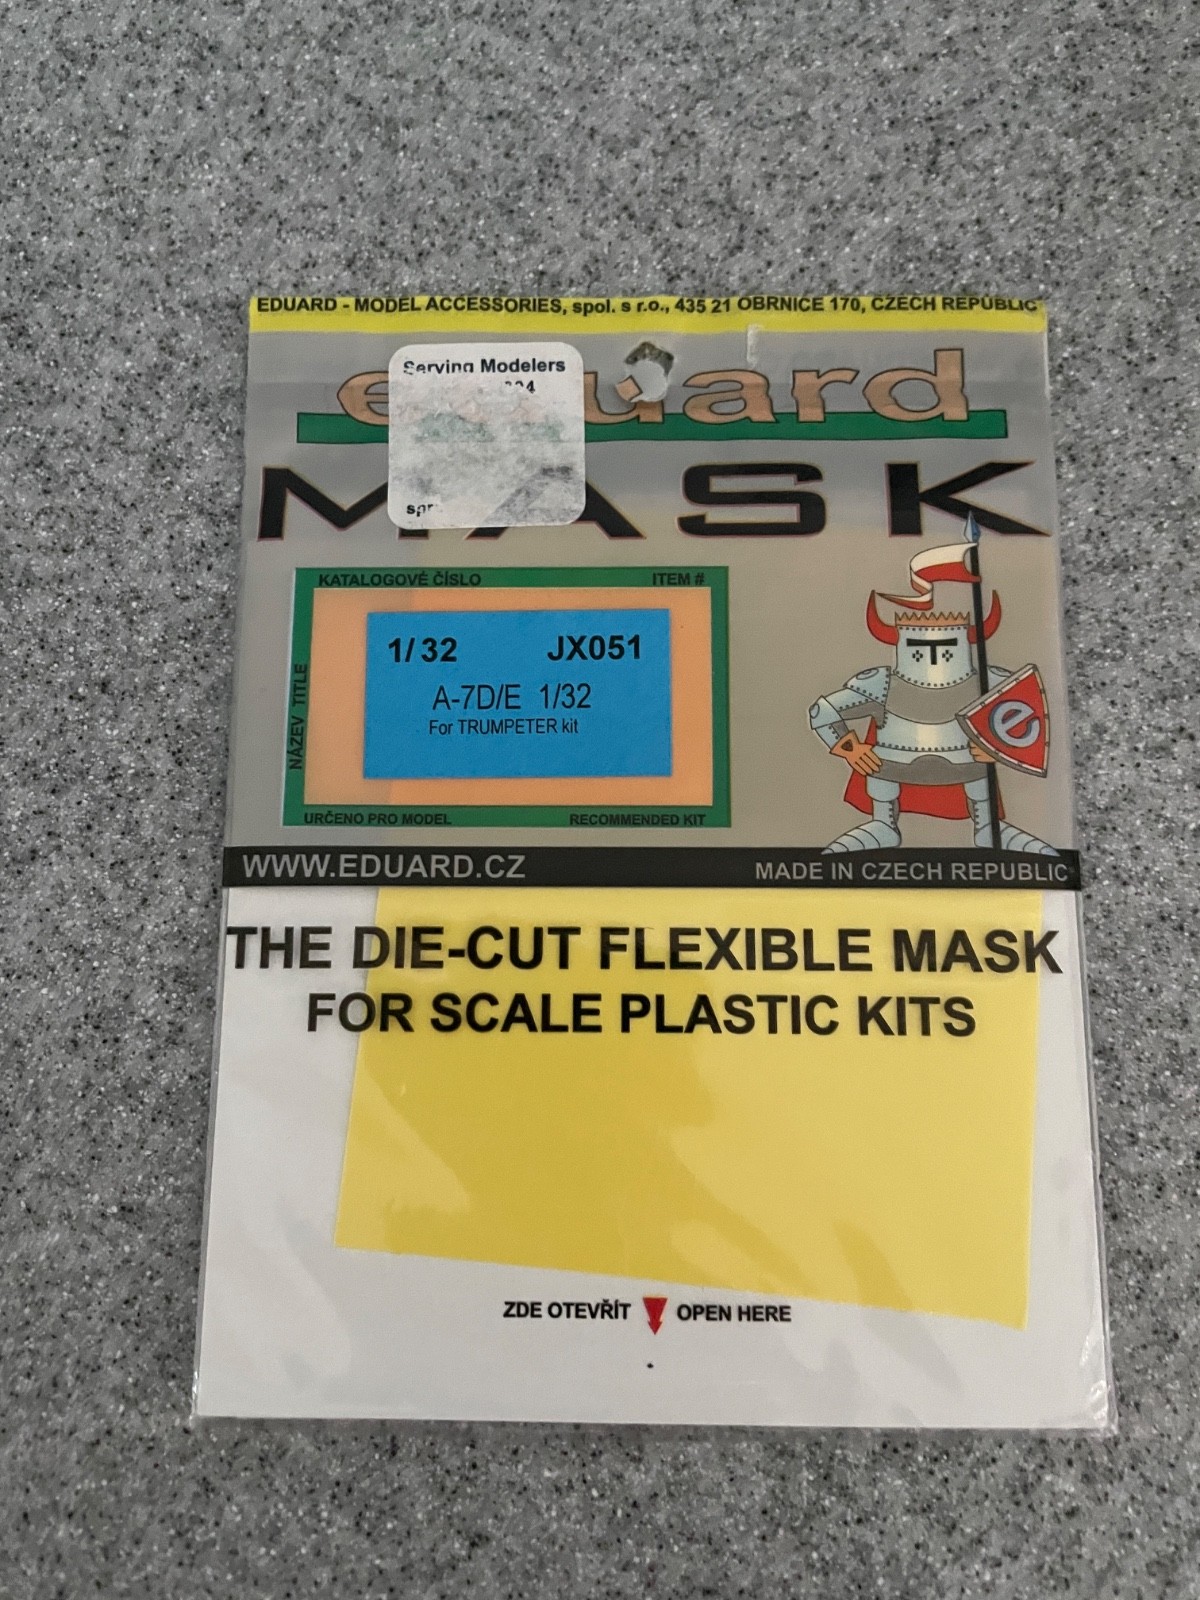 EDUARD - MODEL ACCESSORIES, spol. s r.o., 435 21 OBRNICE 170, CZECH REPUBLIC
Serving Modelers
eduard
MASK
KATALOGOVÉ ČÍSLO ITEM #
1/32 JX051
A-7D/E 1/32
For TRUMPETER kit
NÁZEV TITLE
URČENO PRO MODEL RECOMMENDED KIT
e
WWW.EDUARD.CZ MADE IN CZECH REPUBLIC
THE DIE-CUT FLEXIBLE MASK
FOR SCALE PLASTIC KITS
ZDE OTEVŘÍT OPEN HERE